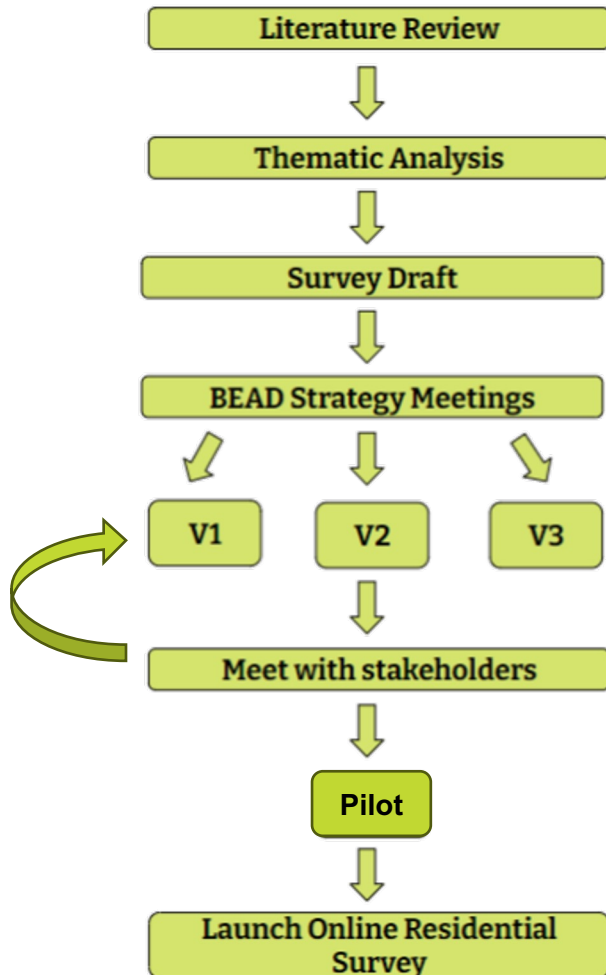 Literature Review
Thematic Analysis
Survey Draft
BEAD Strategy Meetings
V1
V2
V3
Meet with stakeholders
Pilot
Launch Online Residential
Survey